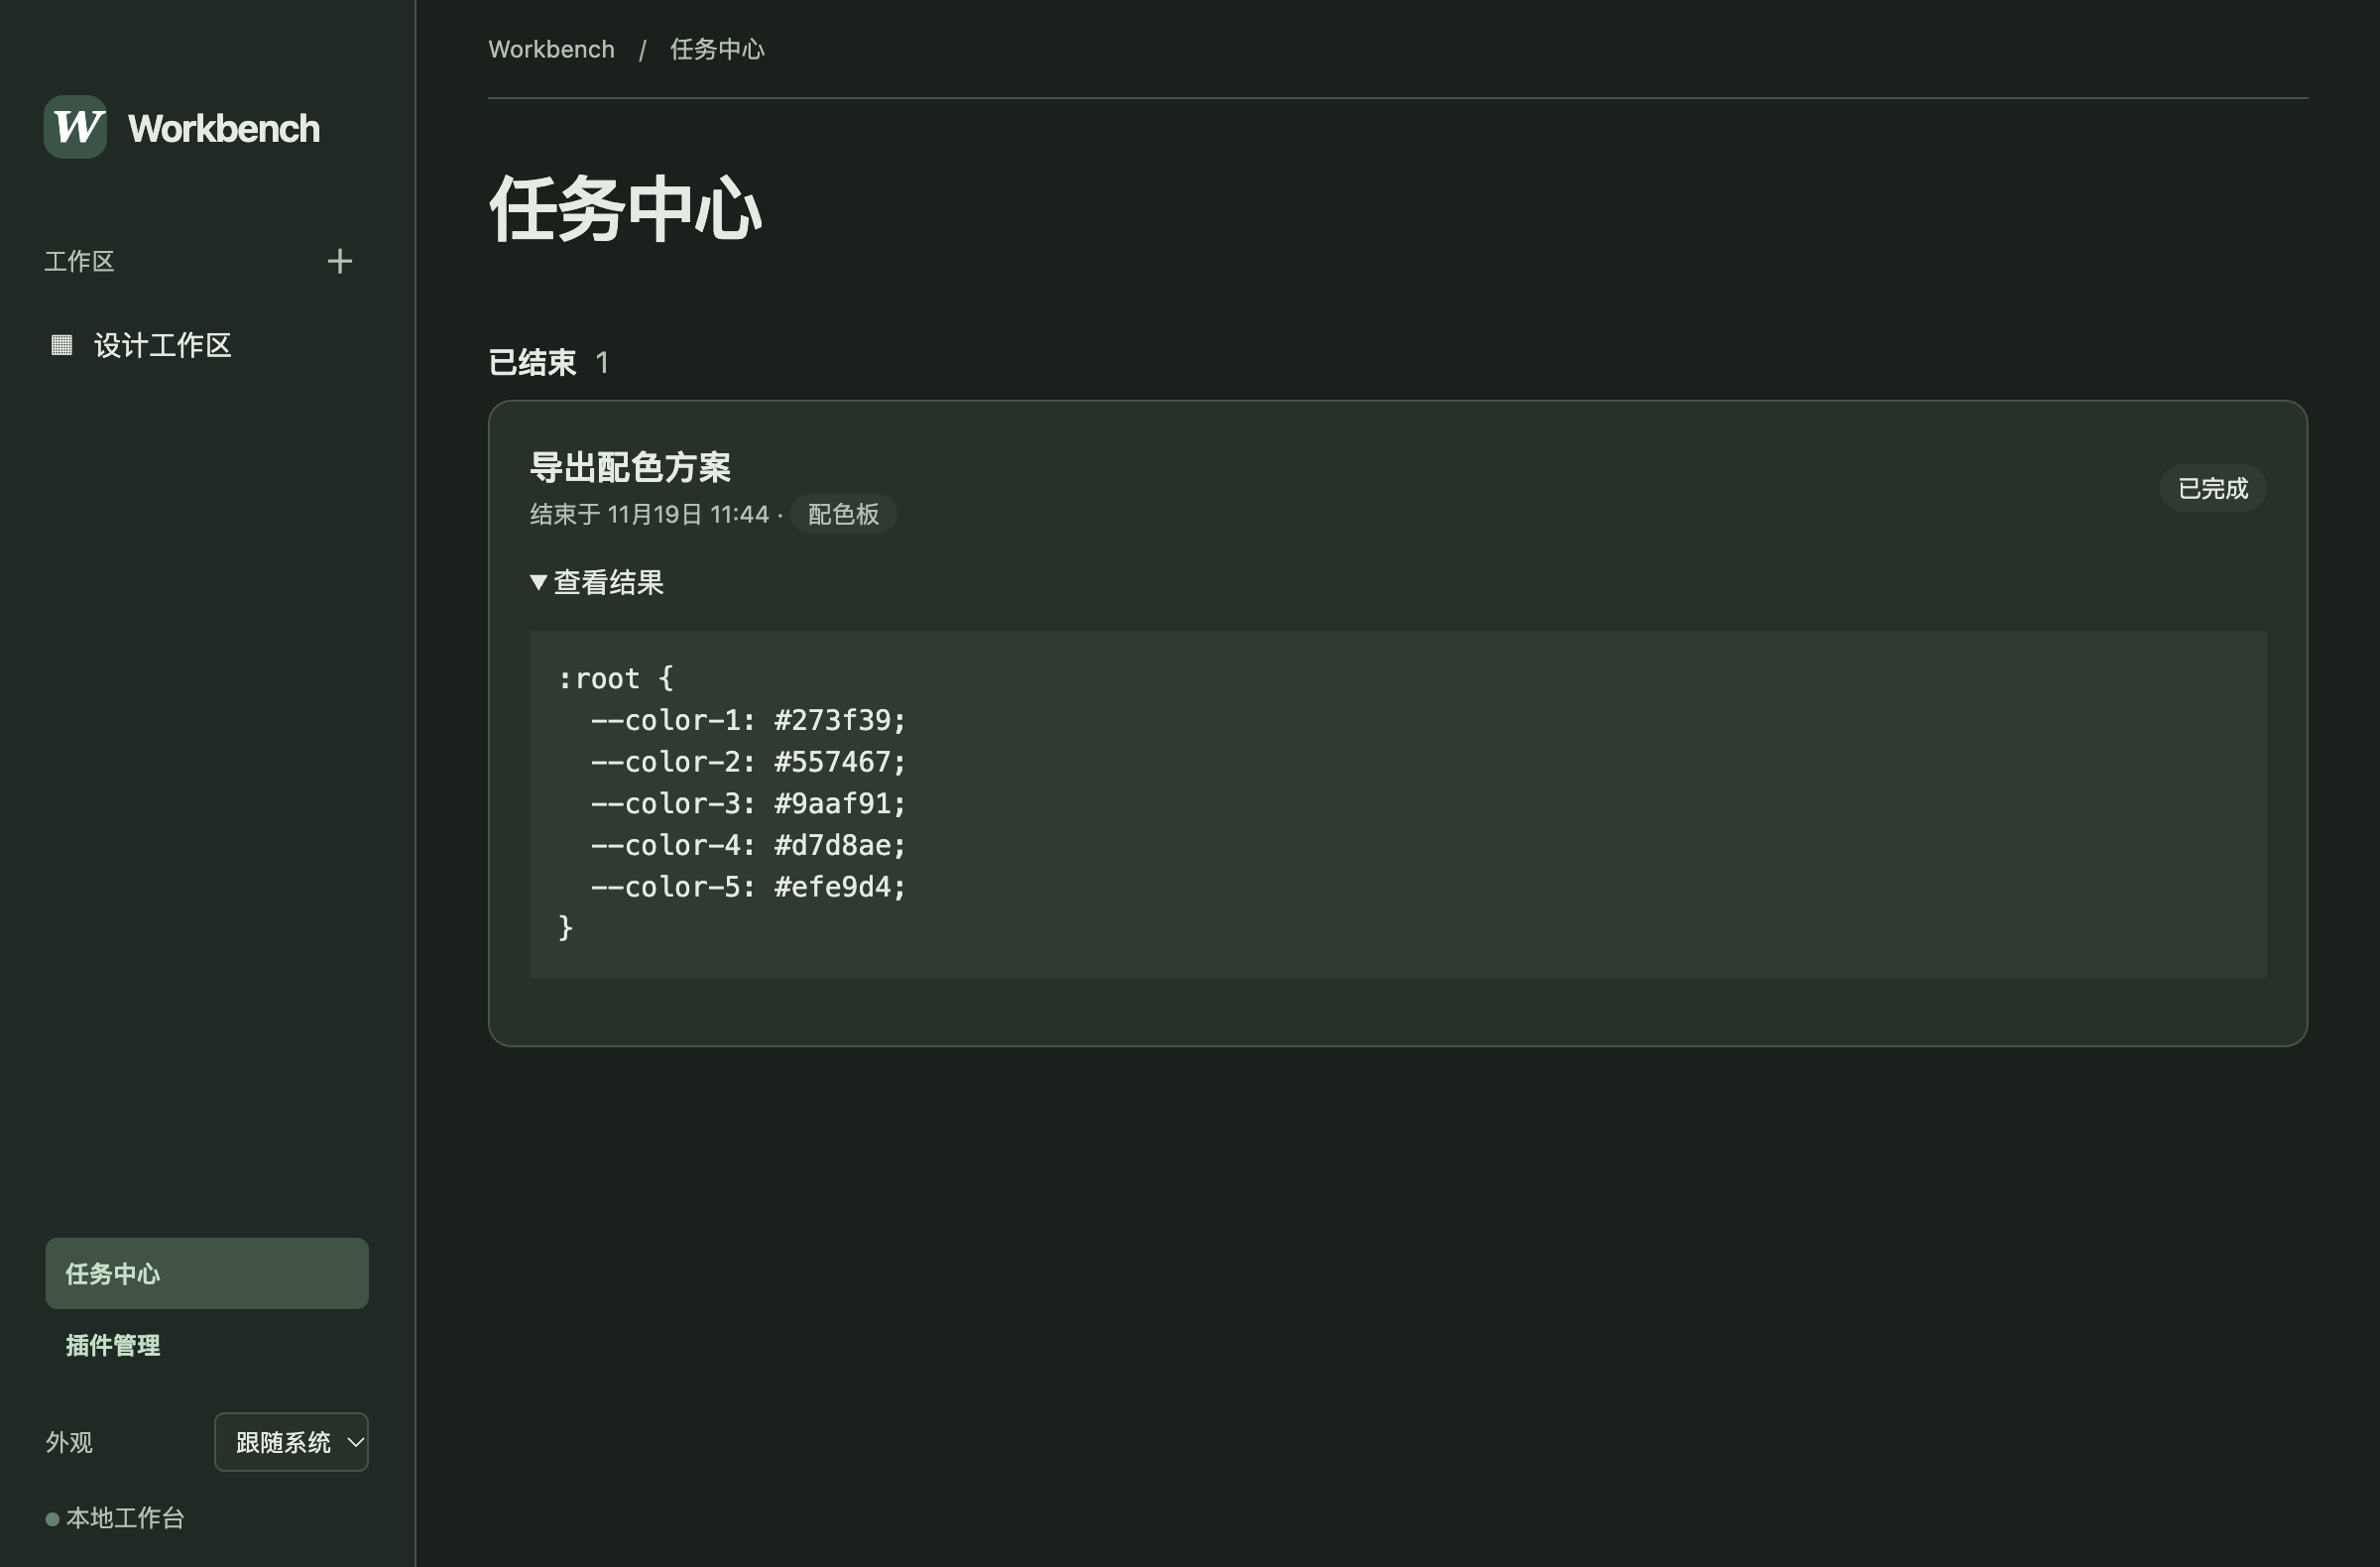 W Workbench
工作区 +
设计工作区
任务中心
插件管理
外观 跟随系统
本地工作台
Workbench / 任务中心
任务中心
已结束 1
导出配色方案
结束于 11月19日 11:44 · 配色板
已完成
▼查看结果
:root {
  --color-1: #273f39;
  --color-2: #557467;
  --color-3: #9aaf91;
  --color-4: #d7d8ae;
  --color-5: #efe9d4;
}